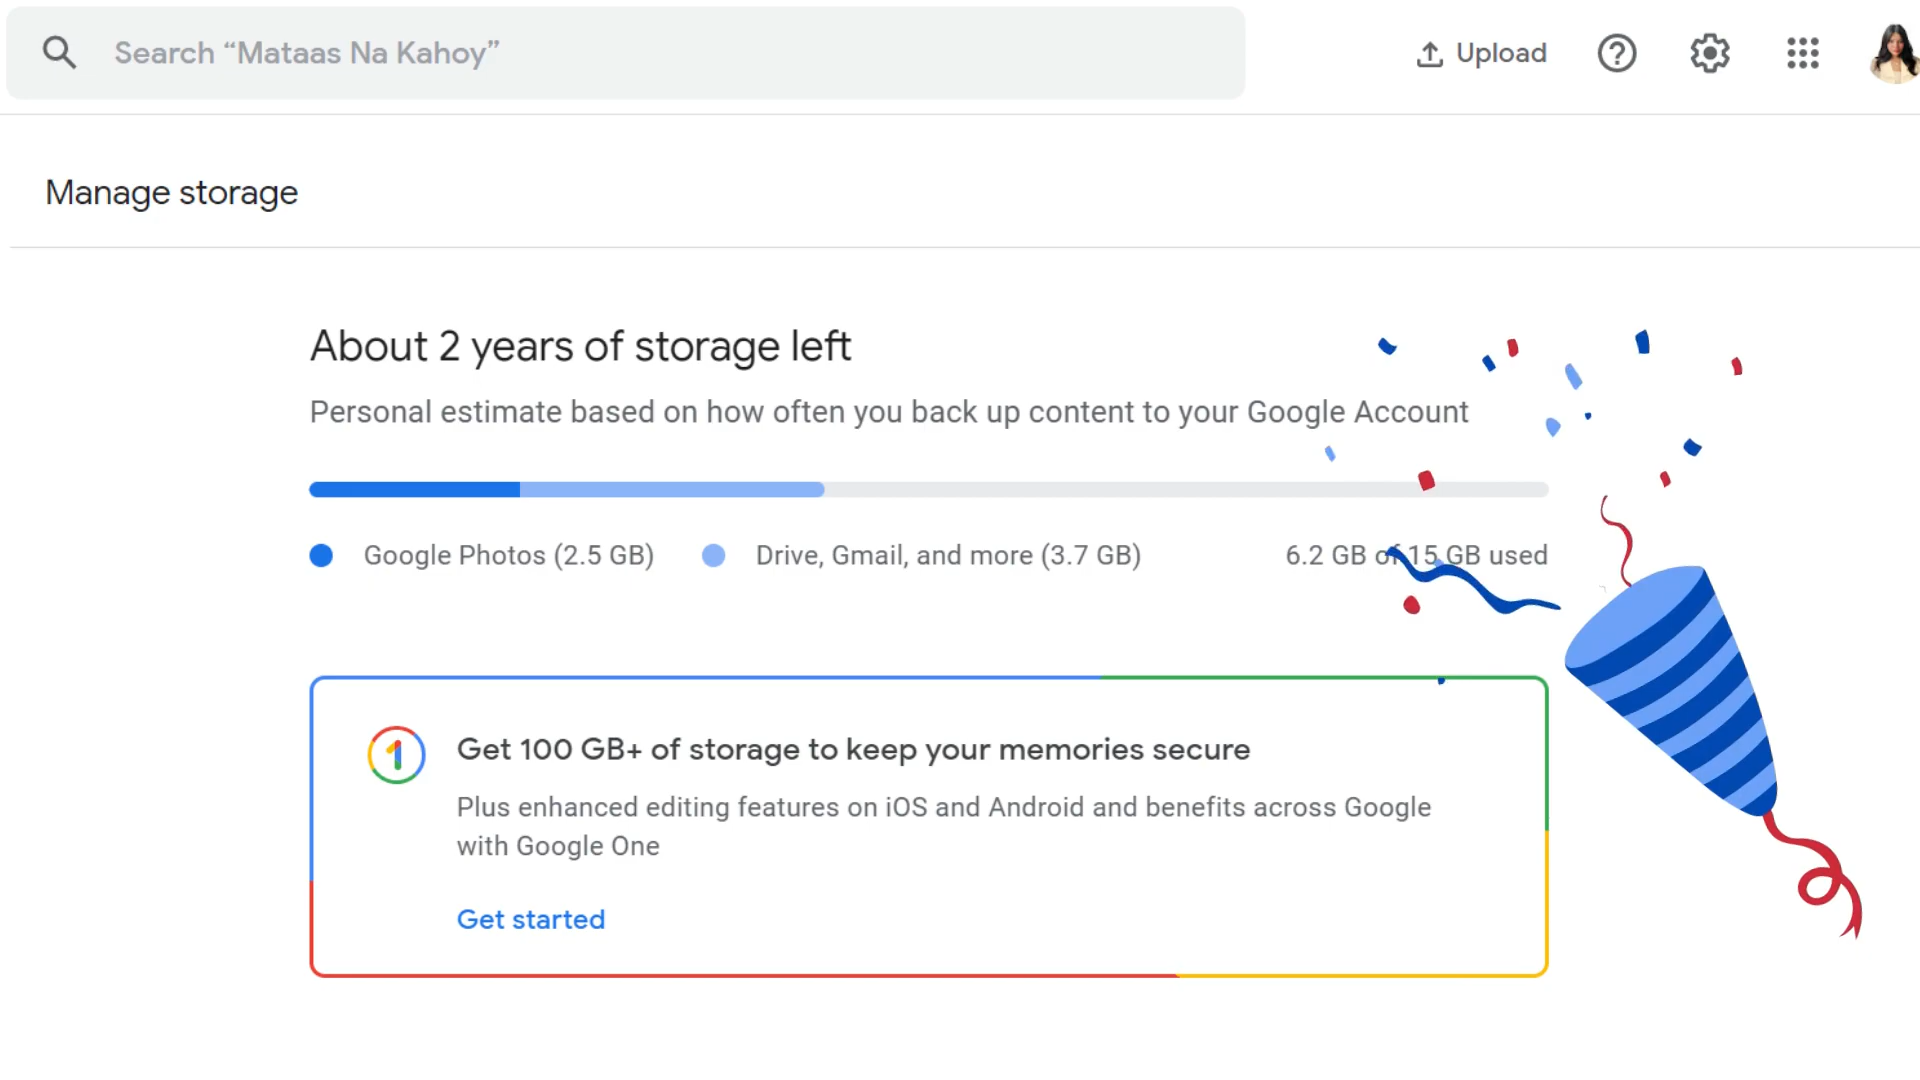 Search “Mataas Na Kahoy”
Upload
Manage storage
About 2 years of storage left
Personal estimate based on how often you back up content to your Google Account
Google Photos (2.5 GB)
Drive, Gmail, and more (3.7 GB)
6.2 GB of 15 GB used
1
Get 100 GB+ of storage to keep your memories secure
Plus enhanced editing features on iOS and Android and benefits across Google
with Google One
Get started